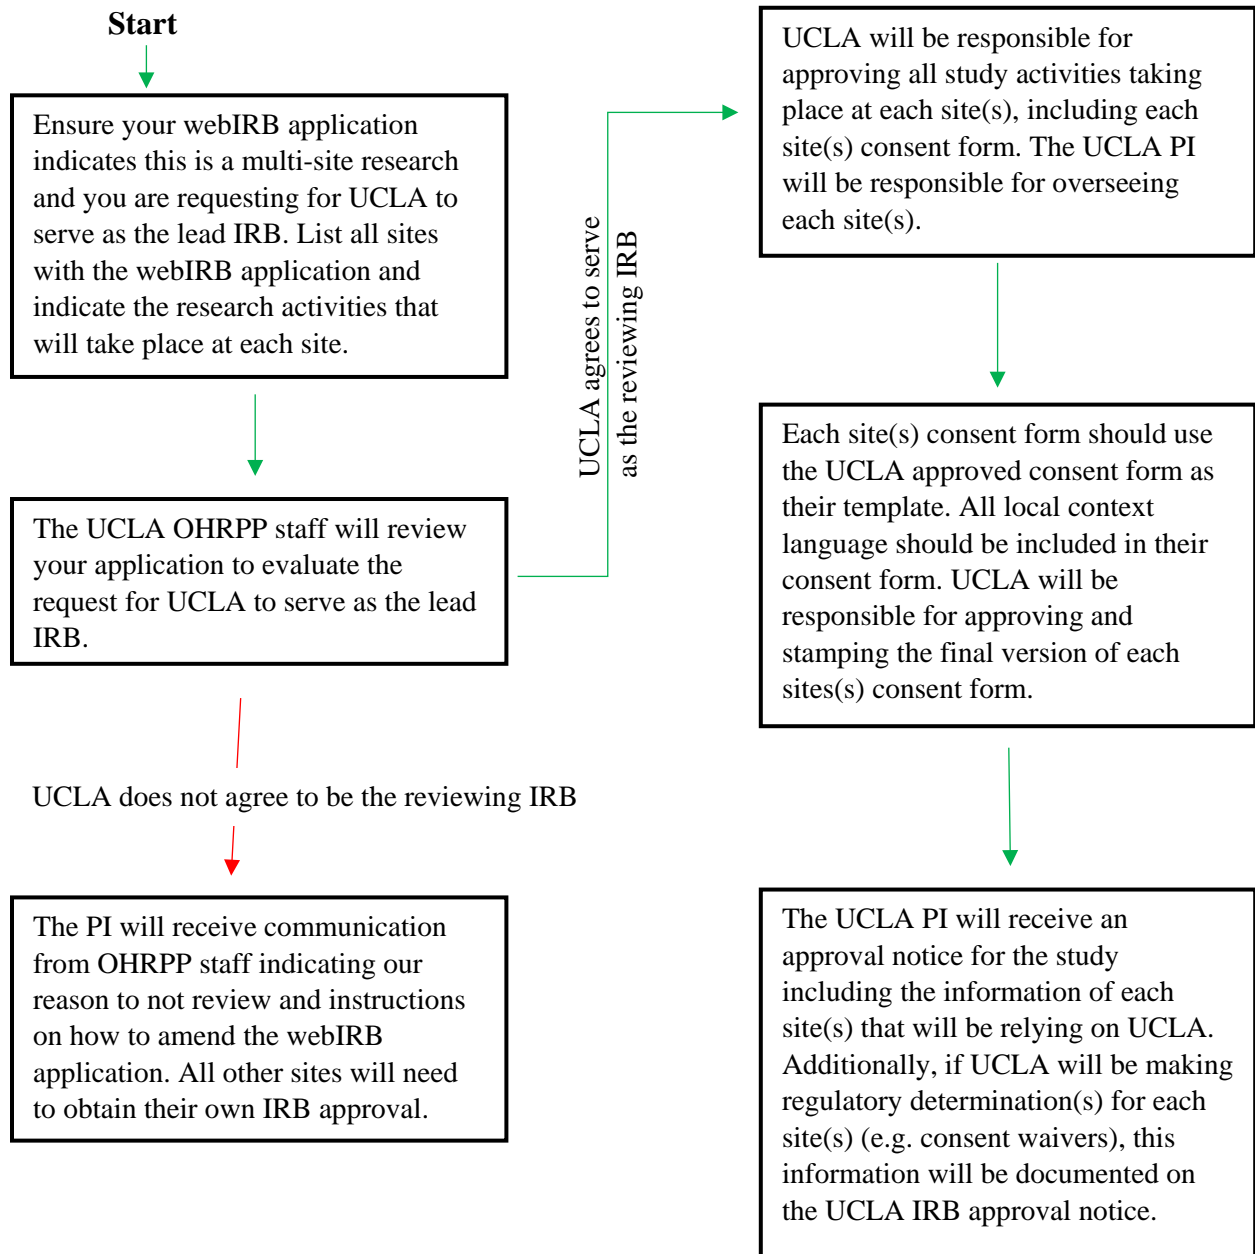 Start
Ensure your webIRB application
indicates this is a multi-site research
and you are requesting for UCLA to
serve as the lead IRB. List all sites
with the webIRB application and
indicate the research activities that
will take place at each site.
The UCLA OHRPP staff will review
your application to evaluate the
request for UCLA to serve as the lead
IRB.
UCLA does not agree to be the reviewing IRB
The PI will receive communication
from OHRPP staff indicating our
reason to not review and instructions
on how to amend the webIRB
application. All other sites will need
to obtain their own IRB approval.
UCLA agrees to serve
as the reviewing IRB
UCLA will be responsible for
approving all study activities taking
place at each site(s), including each
site(s) consent form. The UCLA PI
will be responsible for overseeing
each site(s).
Each site(s) consent form should use
the UCLA approved consent form as
their template. All local context
language should be included in their
consent form. UCLA will be
responsible for approving and
stamping the final version of each
sites(s) consent form.
The UCLA PI will receive an
approval notice for the study
including the information of each
site(s) that will be relying on UCLA.
Additionally, if UCLA will be making
regulatory determination(s) for each
site(s) (e.g. consent waivers), this
information will be documented on
the UCLA IRB approval notice.